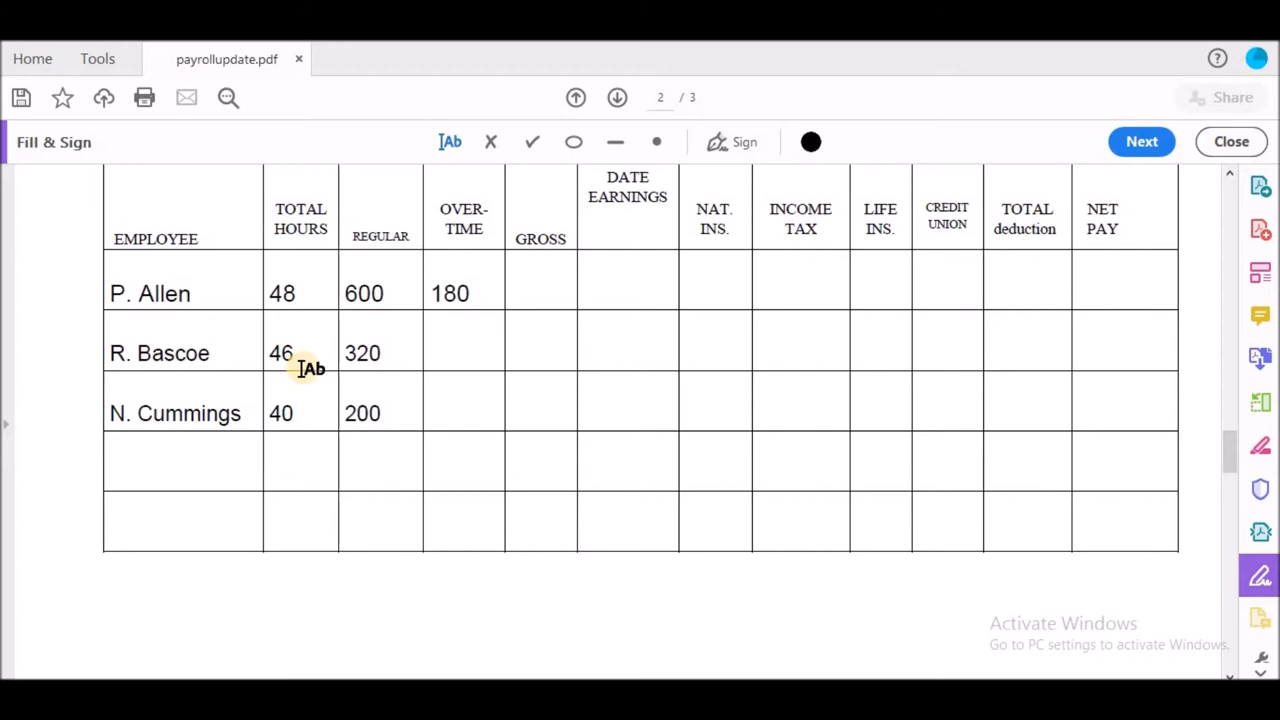 Home Tools payrollupdate.pdf ×
2 / 3 Share
Fill & Sign Ab Sign Next Close
DATE
EARNINGS
EMPLOYEE TOTAL HOURS REGULAR OVER-TIME GROSS NAT. INS. INCOME TAX LIFE INS. CREDIT UNION TOTAL deduction NET PAY
P. Allen 48 600 180
R. Bascoe 46 320
Ab
N. Cummings 40 200
Activate Windows
Go to PC settings to activate Windows.